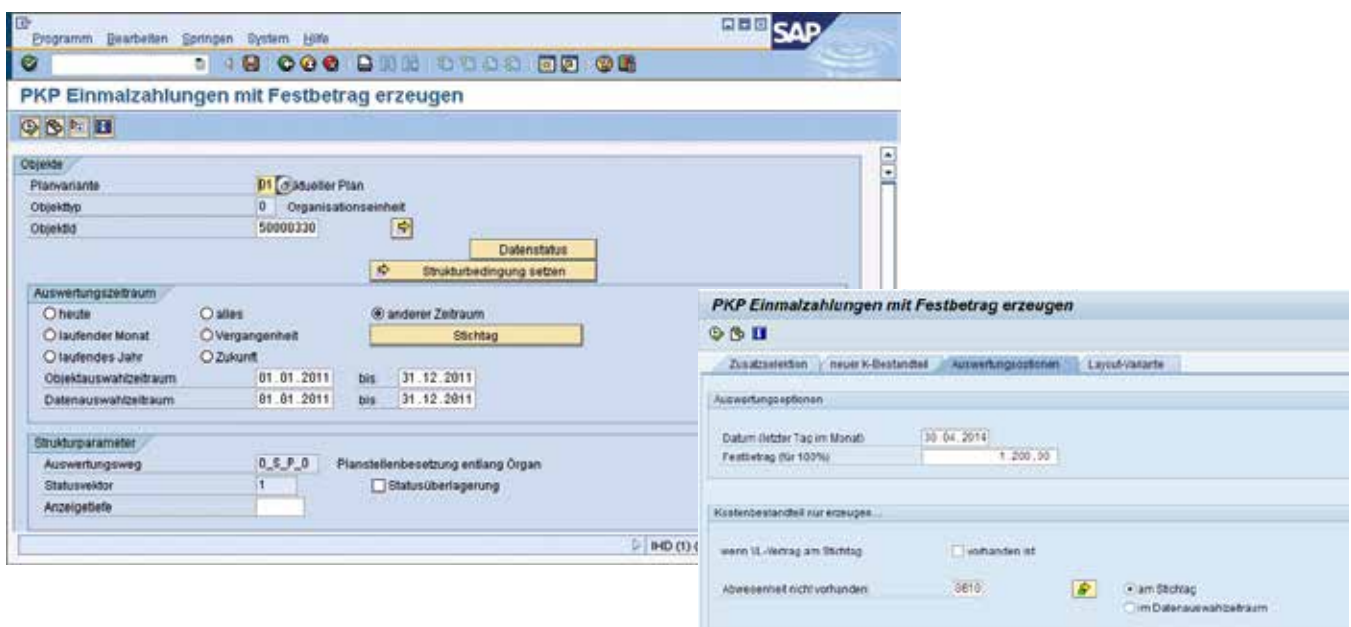 Programm Bearbeiten Springen System Hilfe
SAP
PKP Einmalzahlungen mit Festbetrag erzeugen
Objekte
Planvariante 01 aktueller Plan
Objekttyp O Organisationseinheit
ObjektId 50000330
Datenstatus
Strukturbedingung setzen
Auswertungszeitraum
heute alles anderer Zeitraum
laufender Monat Vergangenheit Stichtag
laufendes Jahr Zukunft
Objektauswahlzeitraum 01.01.2011 bis 31.12.2011
Datenauswahlzeitraum 01.01.2011 bis 31.12.2011
Strukturparameter
Auswertungsweg O_S_P_O Planstellenbesetzung entlang Organ
Statusvektor 1 Statusüberlagerung
Anzeigetiefe
IHD (1)
PKP Einmalzahlungen mit Festbetrag erzeugen
Zusatzselektion neuer K-Bestandteil Auswertungsoptionen Layout-Variante
Auswertungsoptionen
Datum (letzter Tag im Monat) 30.04.2014
Festbetrag (für 100%) 1.200,00
Kostenbestandteil nur erzeugen...
wenn VL-Vertrag am Stichtag vorhanden ist
Abwesenheit nicht vorhanden am Stichtag
im Datenauswahlzeitraum